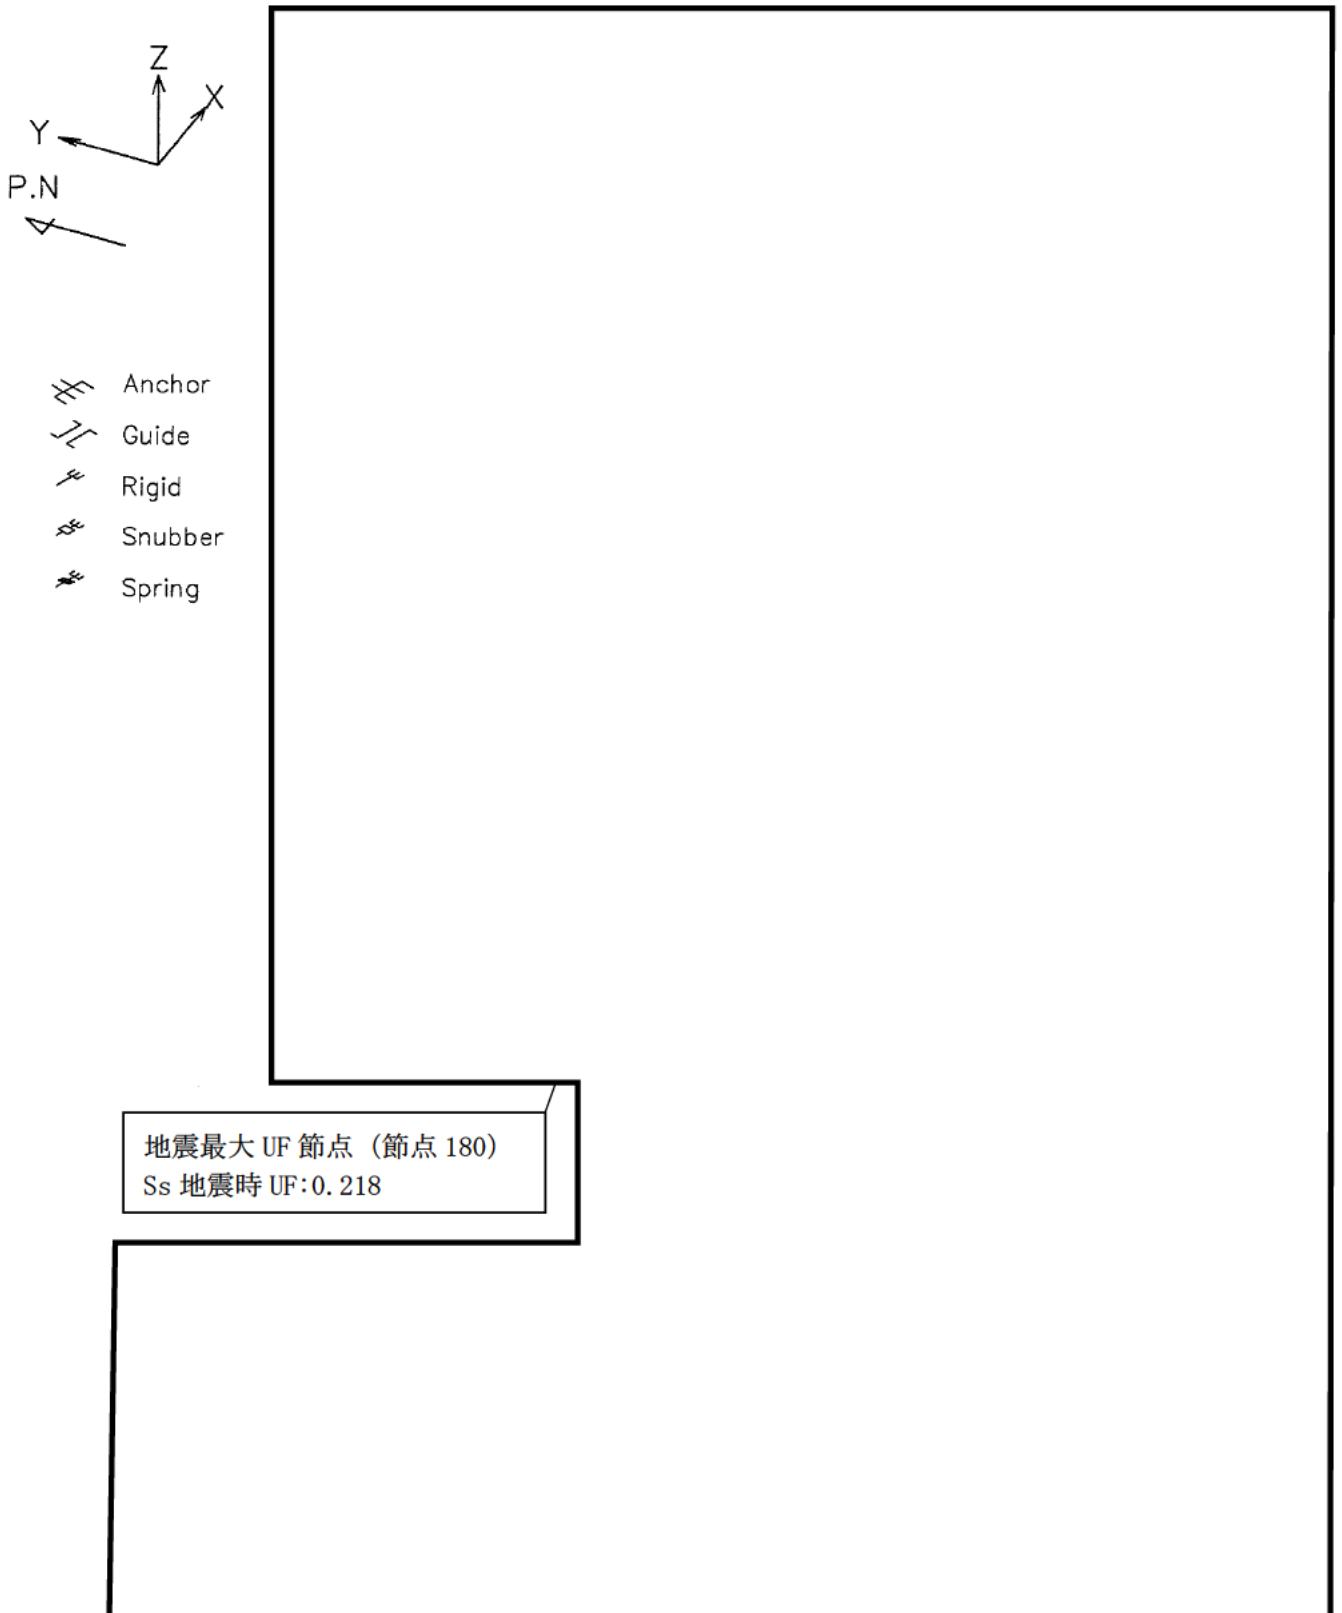 Z
X
Y
P.N
Anchor
Guide
Rigid
Snubber
Spring
地震最大 UF 節点（節点 180）
Ss 地震時 UF:0.218